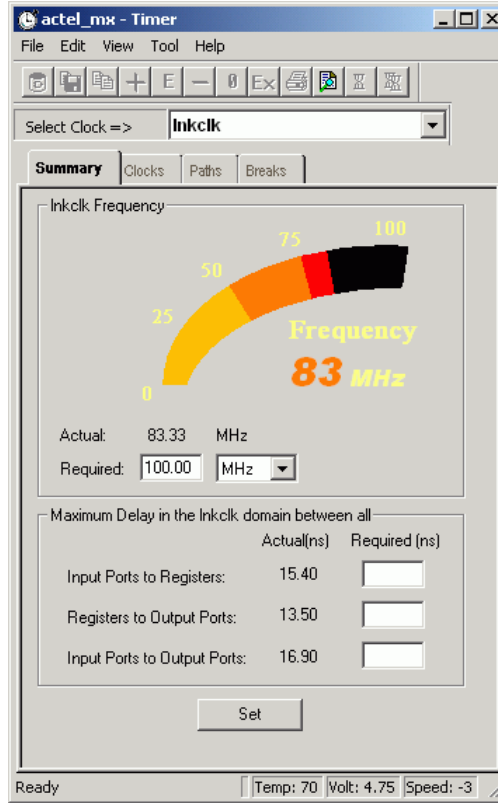 actel_mx - Timer
File Edit View Tool Help
E 0 Ex
Select Clock => lnkclk
Summary Clocks Paths Breaks
lnkclk Frequency
100
75
50
25
0
Frequency
83 MHz
Actual: 83.33 MHz
Required: 100.00 MHz
Maximum Delay in the lnkclk domain between all
Actual(ns) Required (ns)
Input Ports to Registers: 15.40
Registers to Output Ports: 13.50
Input Ports to Output Ports: 16.90
Set
Ready Temp: 70 Volt: 4.75 Speed: -3